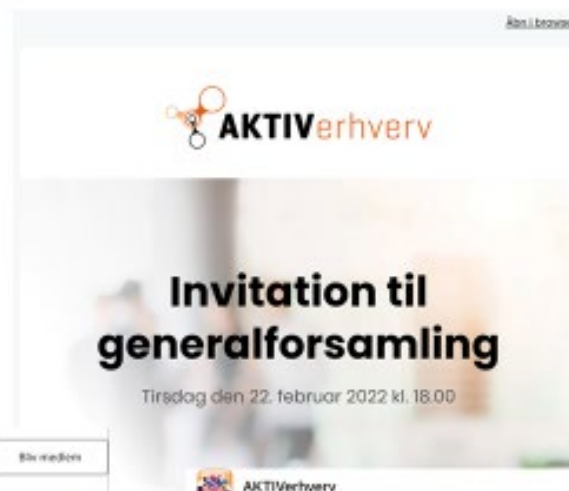 Åbn i browser
AKTIVerhverv
Invitation til
generalforsamling
Tirsdag den 22. februar 2022 kl. 18.00
Bliv medlem
AKTIVerhverv